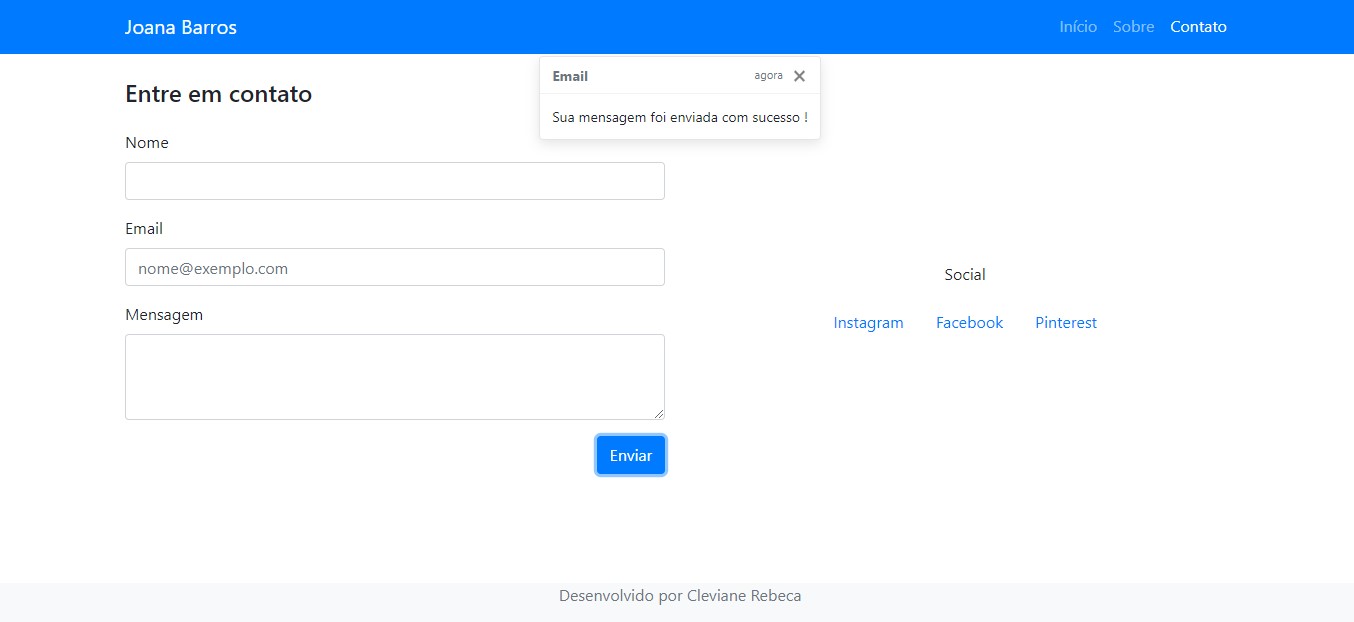 Joana Barros
Início Sobre Contato
Email agora ×
Sua mensagem foi enviada com sucesso !
Entre em contato
Nome
Email
nome@exemplo.com
Mensagem
Enviar
Social
Instagram Facebook Pinterest
Desenvolvido por Cleviane Rebeca